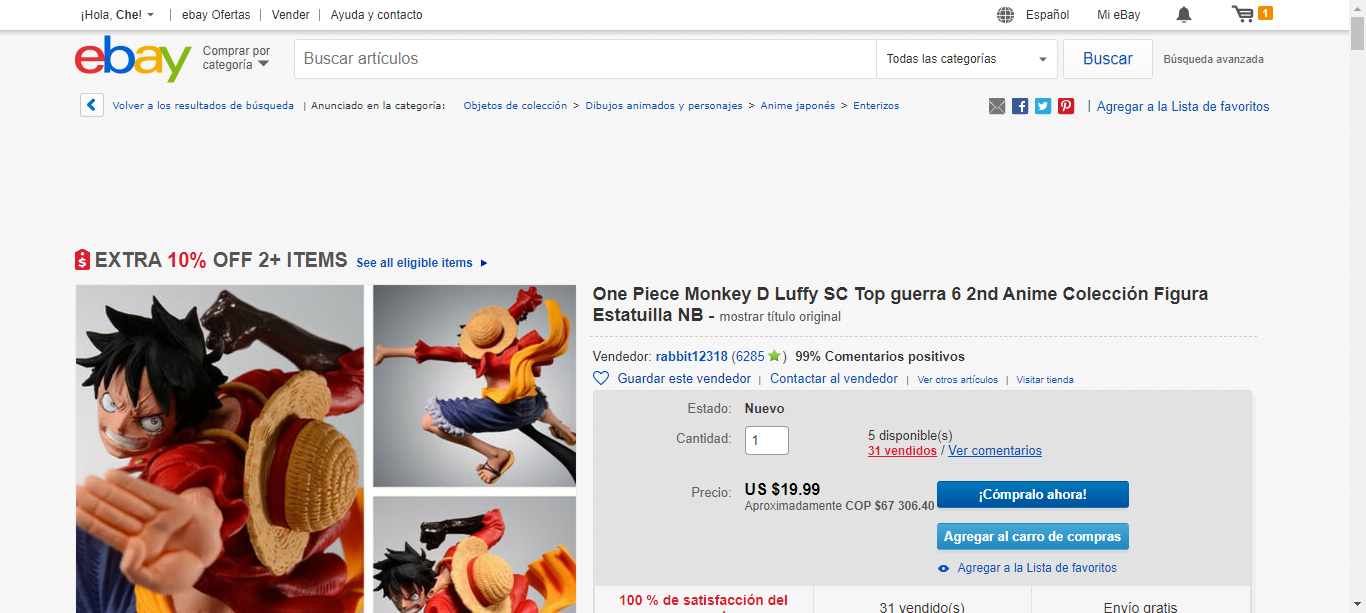 ¡Hola, Che! | ebay Ofertas | Vender | Ayuda y contacto
Español Mi eBay 1
ebay Comprar por categoría
Buscar artículos Todas las categorías Buscar Búsqueda avanzada
Volver a los resultados de búsqueda | Anunciado en la categoría: Objetos de colección > Dibujos animados y personajes > Anime japonés > Enterizos
| Agregar a la Lista de favoritos
EXTRA 10% OFF 2+ ITEMS See all eligible items
One Piece Monkey D Luffy SC Top guerra 6 2nd Anime Colección Figura
Estatuilla NB - mostrar título original
Vendedor: rabbit12318 (6285 ) 99% Comentarios positivos
Guardar este vendedor | Contactar al vendedor | Ver otros artículos | Visitar tienda
Estado: Nuevo
Cantidad: 1
5 disponible(s)
31 vendidos / Ver comentarios
Precio: US $19.99
Aproximadamente COP $67 306.40
¡Cómpralo ahora!
Agregar al carro de compras
Agregar a la Lista de favoritos
100 % de satisfacción del
31 vendido(s)
Envío gratis